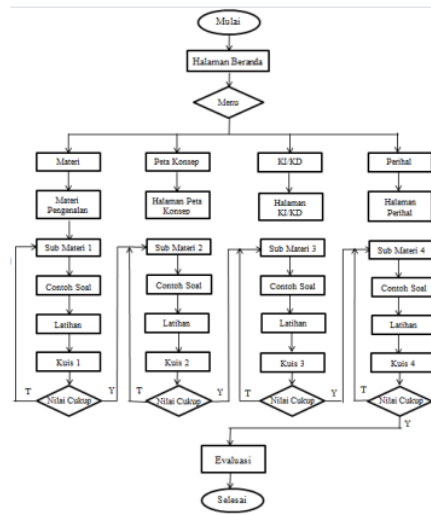 Mulai
Halaman Beranda
Menu
Materi
Peta Konsep
KI/KD
Perihal
Materi
Pengenalan
Halaman Peta
Konsep
Halaman
KI/KD
Halaman
Perihal
Sub Materi 1
Sub Materi 2
Sub Materi 3
Sub Materi 4
Contoh Soal
Contoh Soal
Contoh Soal
Contoh Soal
Latihan
Latihan
Latihan
Latihan
Kuis 1
Kuis 2
Kuis 3
Kuis 4
T
Y
T
Y
T
Y
T
Nilai Cukup
Nilai Cukup
Nilai Cukup
Nilai Cukup
Y
Evaluasi
Selesai